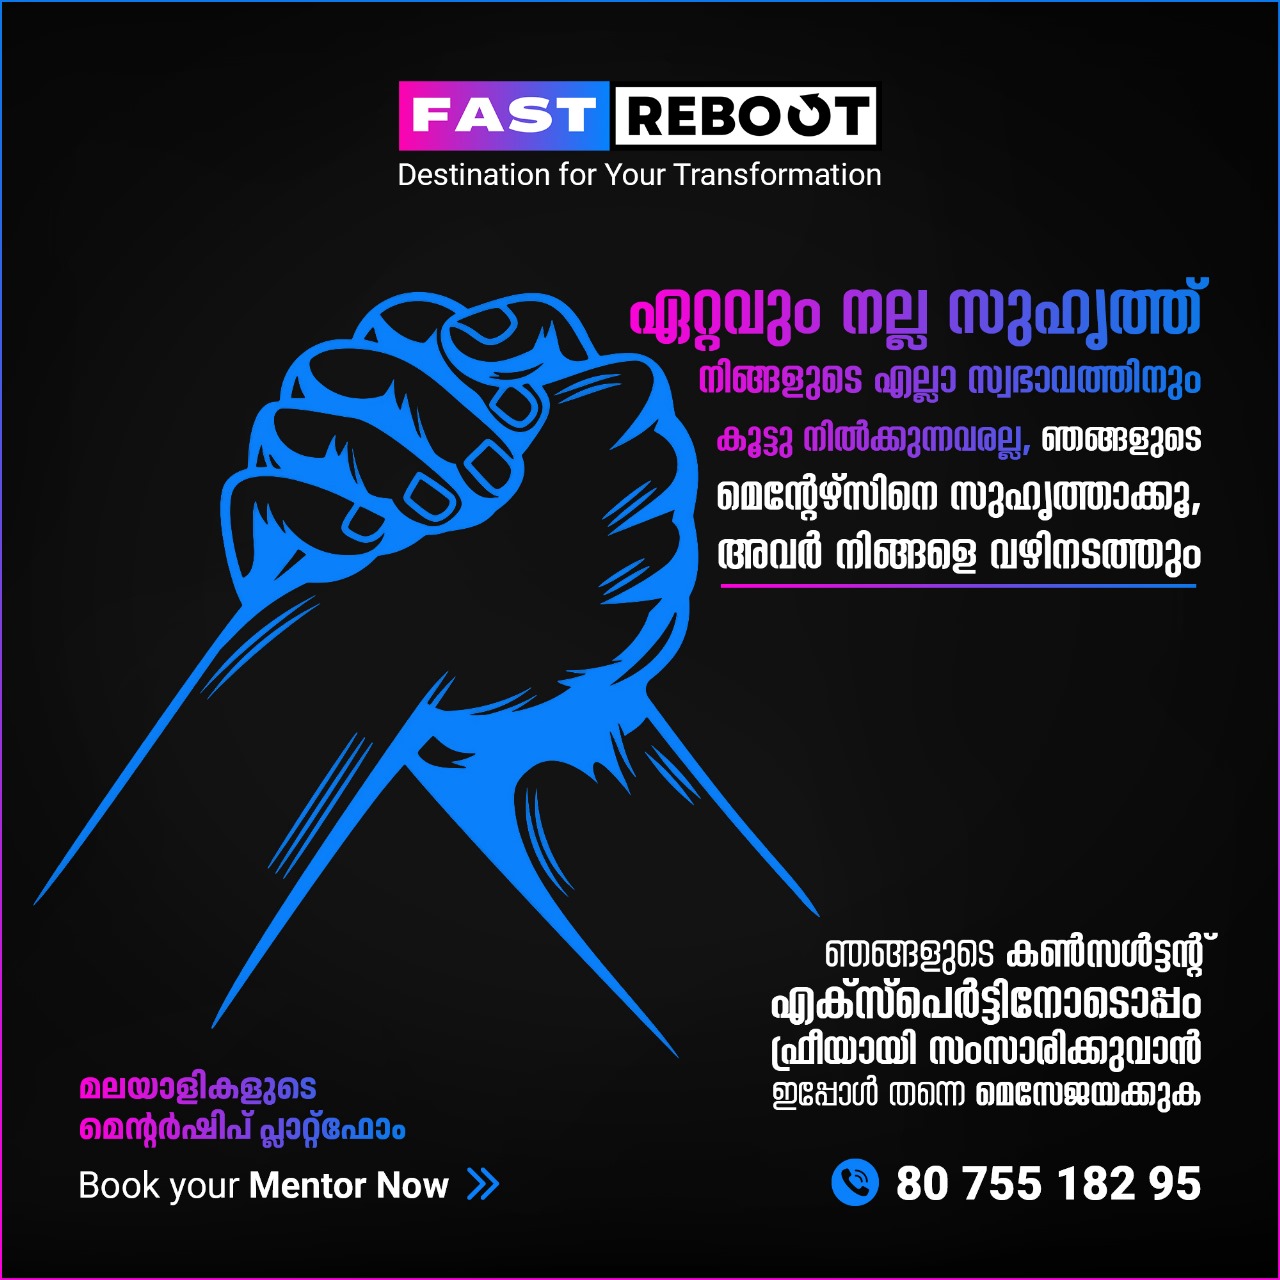 FAST REBOOT
Destination for Your Transformation
ഏറ്റവും നല്ല സുഹൃത്ത്
നിങ്ങളുടെ എല്ലാ സ്വഭാവത്തിനും
കൂട്ടു നിൽക്കുന്നവരല്ല, ഞങ്ങളുടെ
മെന്റേഴ്സിനെ സുഹൃത്താക്കൂ,
അവർ നിങ്ങളെ വഴിനടത്തും
ഞങ്ങളുടെ കൺസൾട്ടന്റ്
എക്സ്പെർട്ടിനോടൊപ്പം
ഫ്രീയായി സംസാരിക്കുവാൻ
ഇപ്പോൾ തന്നെ മെസേജയക്കുക
മലയാളികളുടെ
മെന്റർഷിപ് പ്ലാറ്റ്ഫോം
Book your Mentor Now
80 755 182 95